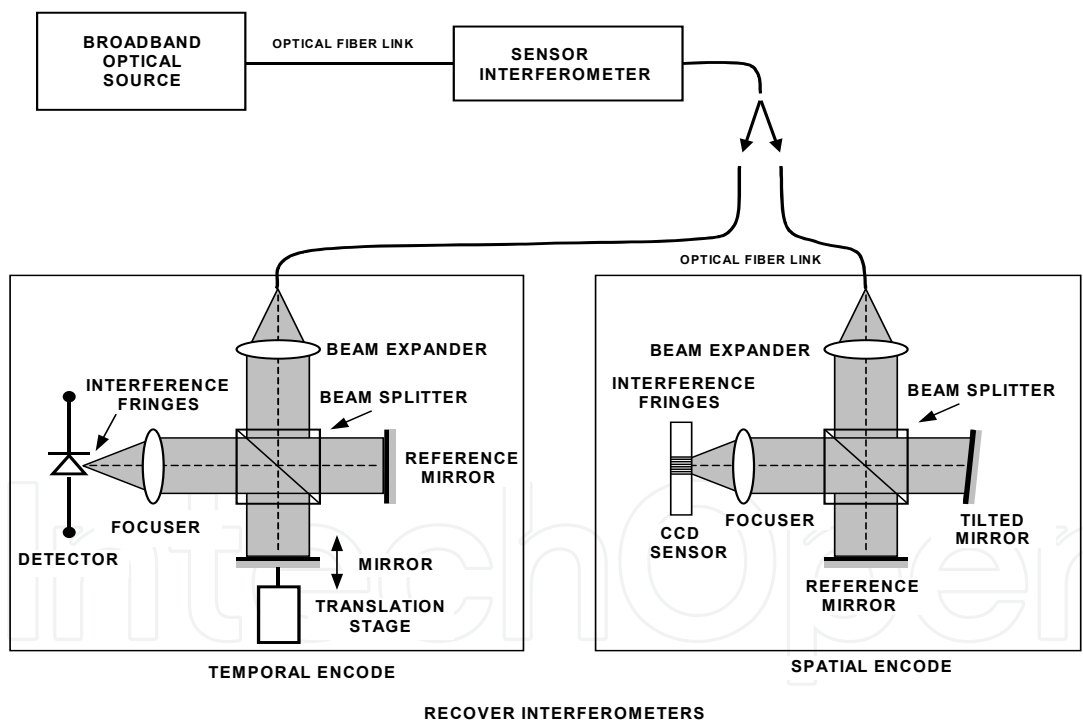 BROADBAND
OPTICAL
SOURCE
OPTICAL FIBER LINK
SENSOR
INTERFEROMETER
OPTICAL FIBER LINK
BEAM EXPANDER
INTERFERENCE
FRINGES
BEAM SPLITTER
REFERENCE
MIRROR
FOCUSER
DETECTOR
MIRROR
TRANSLATION
STAGE
TEMPORAL ENCODE
BEAM EXPANDER
INTERFERENCE
FRINGES
BEAM SPLITTER
FOCUSER
CCD
SENSOR
TILTED
MIRROR
REFERENCE
MIRROR
SPATIAL ENCODE
RECOVER INTERFEROMETERS
IntechOpen